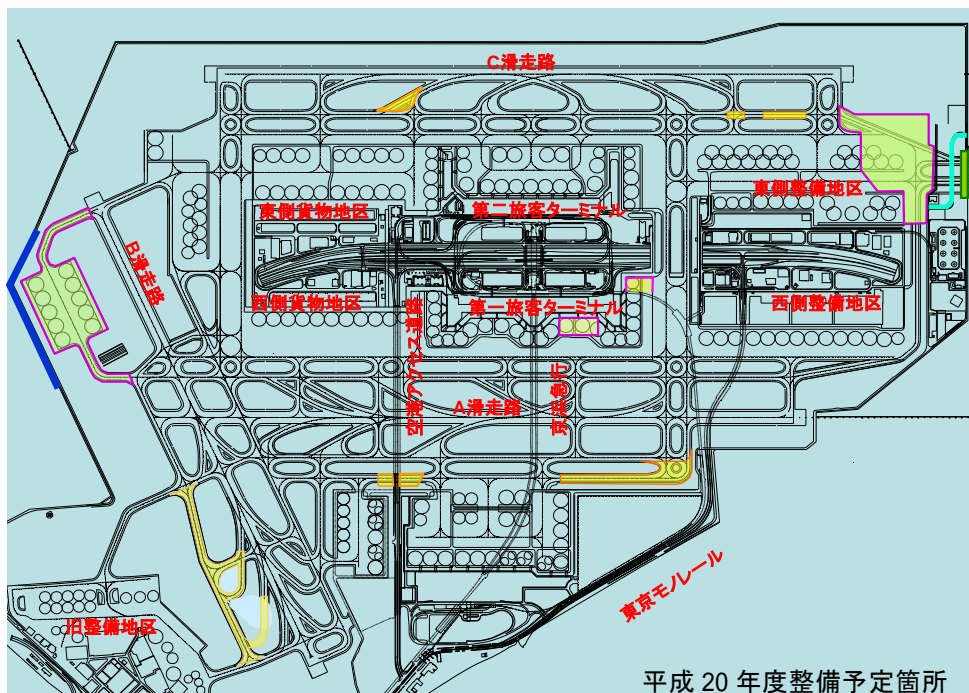 C滑走路
東側整備地区
東側貨物地区
第二旅客ターミナル
B滑走路
西側貨物地区
第一旅客ターミナル
西側整備地区
空港アクセス道路
京浜急行
A滑走路
東京モノレール
旧整備地区
平成20年度整備予定箇所